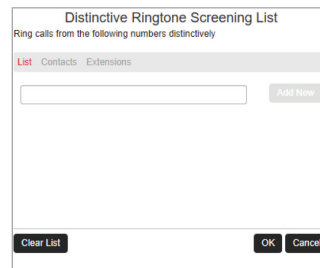 Distinctive Ringtone Screening List
Ring calls from the following numbers distinctively
List Contacts Extensions
Add New
Clear List OK Cancel